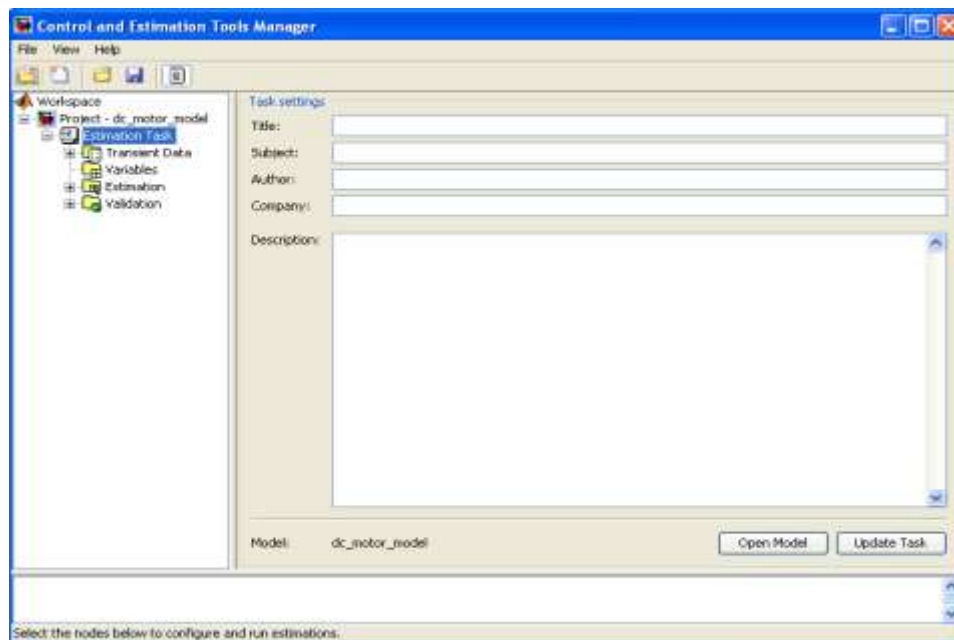 Control and Estimation Tools Manager
File View Help
Workspace
Project - dc_motor_model
Estimation Task
Transient Data
Variables
Estimation
Validation
Task settings
Title:
Subject:
Author:
Company:
Description:
Model: dc_motor_model
Open Model
Update Task
Select the nodes below to configure and run estimations.